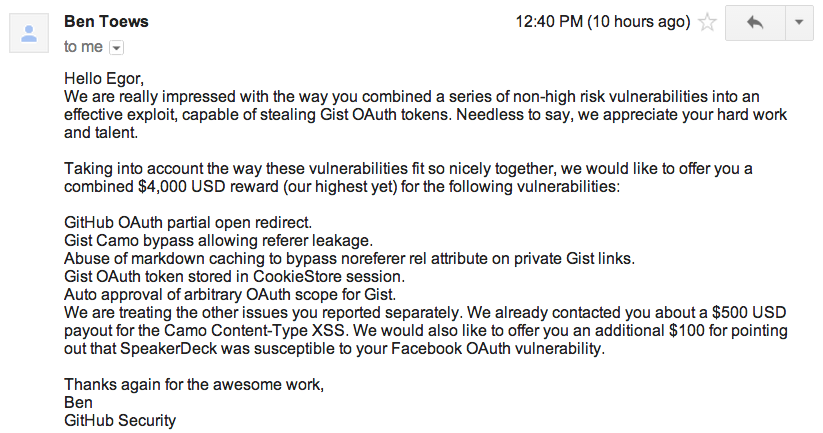 Ben Toews
12:40 PM (10 hours ago)
to me
Hello Egor,
We are really impressed with the way you combined a series of non-high risk vulnerabilities into an
effective exploit, capable of stealing Gist OAuth tokens. Needless to say, we appreciate your hard work
and talent.
Taking into account the way these vulnerabilities fit so nicely together, we would like to offer you a
combined $4,000 USD reward (our highest yet) for the following vulnerabilities:
GitHub OAuth partial open redirect.
Gist Camo bypass allowing referer leakage.
Abuse of markdown caching to bypass noreferer rel attribute on private Gist links.
Gist OAuth token stored in CookieStore session.
Auto approval of arbitrary OAuth scope for Gist.
We are treating the other issues you reported separately. We already contacted you about a $500 USD
payout for the Camo Content-Type XSS. We would also like to offer you an additional $100 for pointing
out that SpeakerDeck was susceptible to your Facebook OAuth vulnerability.
Thanks again for the awesome work,
Ben
GitHub Security